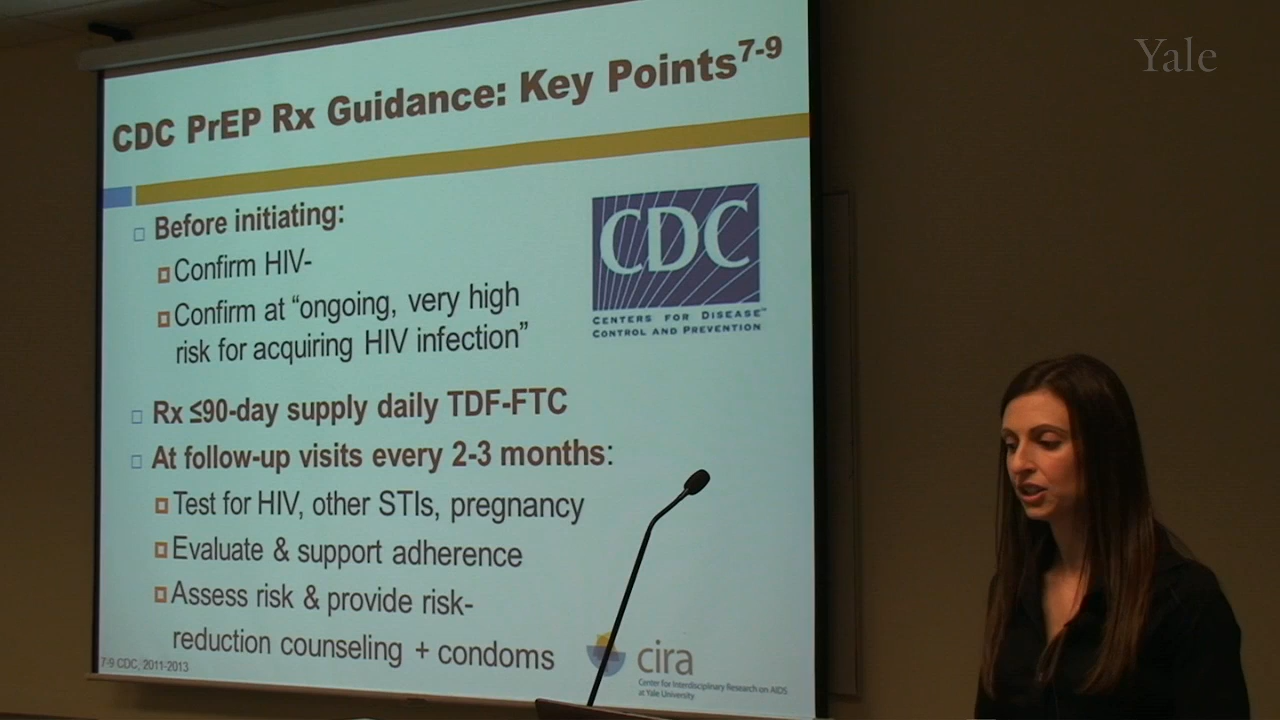 Yale
CDC PrEP Rx Guidance: Key Points7-9
Before initiating:
Confirm HIV-
Confirm at “ongoing, very high
risk for acquiring HIV infection”
CDC
CENTERS FOR DISEASE™
CONTROL AND PREVENTION
Rx ≤90-day supply daily TDF-FTC
At follow-up visits every 2-3 months:
Test for HIV, other STIs, pregnancy
Evaluate & support adherence
Assess risk & provide risk-
reduction counseling + condoms
7-9 CDC, 2011-2013
cira
Center for Interdisciplinary Research on AIDS
at Yale University